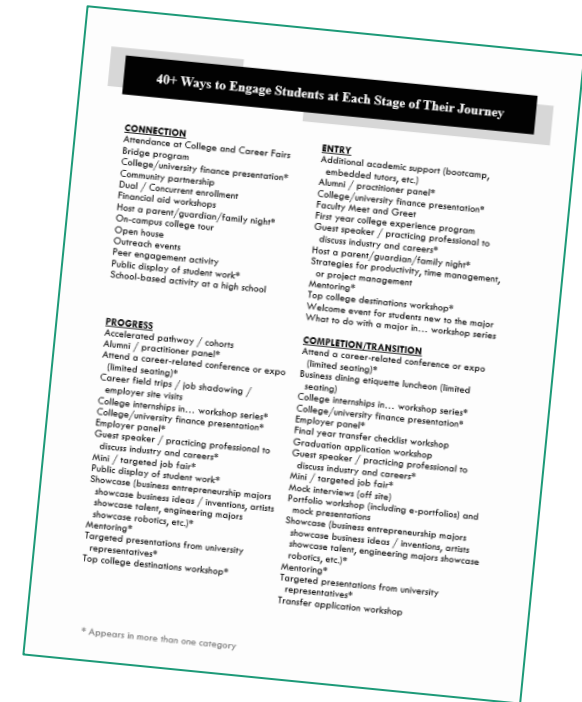 40+ Ways to Engage Students at Each Stage of Their Journey
CONNECTION
Attendance at College and Career Fairs
Bridge program
College/university finance presentation*
Community partnership
Dual / Concurrent enrollment
Financial aid workshops
Host a parent/guardian/family night*
On-campus college tour
Open house
Outreach events
Peer engagement activity
Public display of student work*
School-based activity at a high school
ENTRY
Additional academic support (bootcamp,
embedded tutors, etc.)
Alumni / practitioner panel*
College/university finance presentation*
Faculty Meet and Greet
First year college experience program
Guest speaker / practicing professional to
discuss industry and careers*
Host a parent/guardian/family night*
Strategies for productivity, time management,
or project management
Mentoring*
Top college destinations workshop*
Welcome event for students new to the major
What to do with a major in... workshop series
PROGRESS
Accelerated pathway / cohorts
Alumni / practitioner panel*
Attend a career-related conference or expo
(limited seating)*
Career field trips / job shadowing /
employer site visits
College internships in... workshop series*
College/university finance presentation*
Employer panel*
Guest speaker / practicing professional to
discuss industry and careers*
Mini / targeted job fair*
Public display of student work*
Showcase (business entrepreneurship majors
showcase business ideas / inventions, artists
showcase talent, engineering majors
showcase robotics, etc.)*
Mentoring*
Targeted presentations from university
representatives*
Top college destinations workshop*
COMPLETION/TRANSITION
Attend a career-related conference or expo
(limited seating)*
Business dining etiquette luncheon (limited
seating)
College internships in... workshop series*
College/university finance presentation*
Employer panel*
Final year transfer checklist workshop
Graduation application workshop
Guest speaker / practicing professional to
discuss industry and careers*
Mini / targeted job fair*
Mock interviews (off site)
Portfolio workshop (including e-portfolios) and
mock presentations
Showcase (business entrepreneurship majors
showcase business ideas / inventions, artists
showcase talent, engineering majors showcase
robotics, etc.)*
Mentoring*
Targeted presentations from university
representatives*
Transfer application workshop
* Appears in more than one category